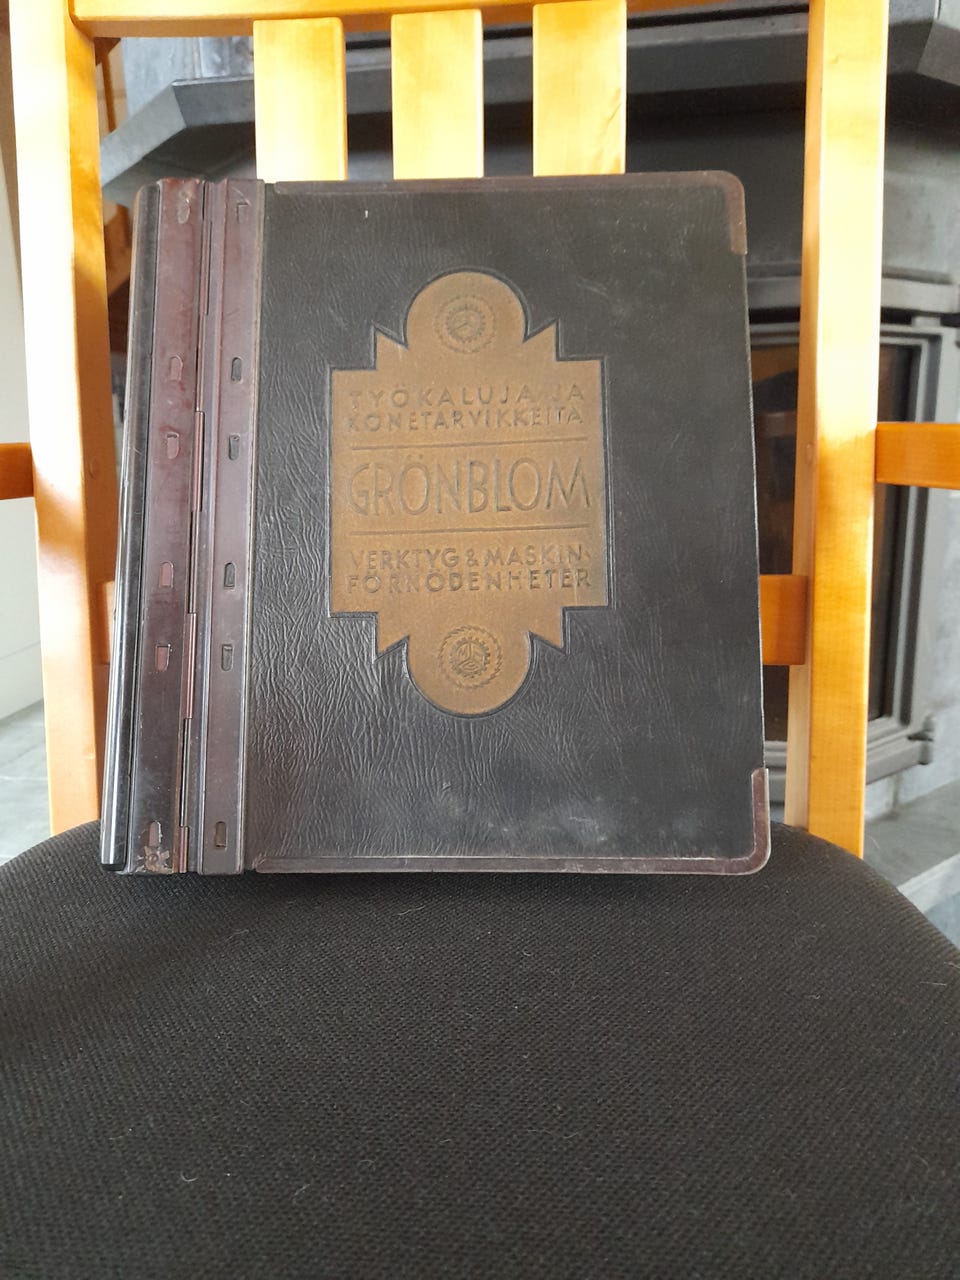 TYÖKALUJA JA
KONETARVIKKEITA
GRÖNBLOM
VERKTYG & MASKIN-
FÖRNÖDENHETER